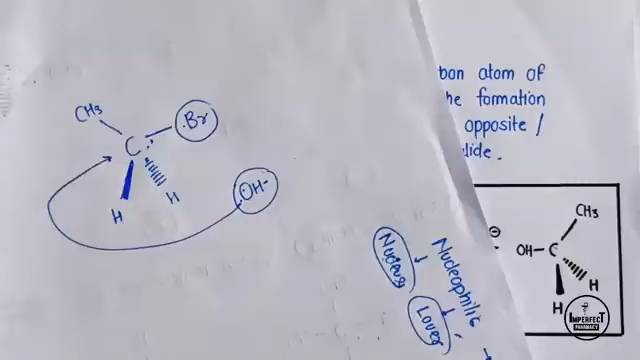 CH3
Br
C
H
H
OH-
Nucleophilic
Nucleus
Lover
bon atom of
he formation
opposite /
lide.
CH3
OH-C
H
H
IMPERFECT
PHARMACY